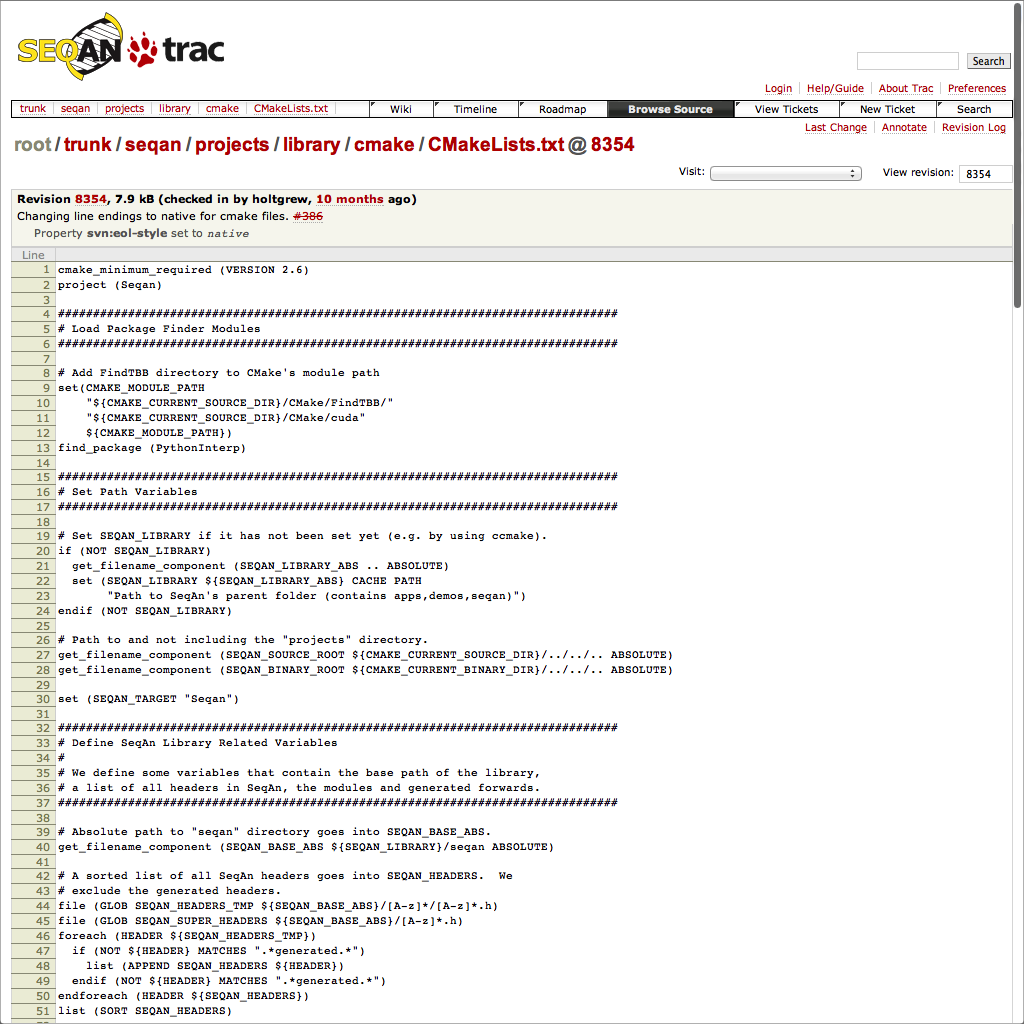 SEQAN trac
Search
Login Help/Guide About Trac Preferences
trunk seqan projects library cmake CMakeLists.txt Wiki Timeline Roadmap Browse Source View Tickets New Ticket Search
Last Change Annotate Revision Log
root/trunk/seqan/projects/library/cmake/CMakeLists.txt @ 8354
Visit: View revision: 8354
Revision 8354, 7.9 kB (checked in by holtgrew, 10 months ago)
Changing line endings to native for cmake files. #386
Property svn:eol-style set to native
Line
1 cmake_minimum_required (VERSION 2.6)
2 project (Seqan)
3
4 ################################################################################
5 # Load Package Finder Modules
6 ################################################################################
7
8 # Add FindTBB directory to CMake's module path
9 set(CMAKE_MODULE_PATH
10     "${CMAKE_CURRENT_SOURCE_DIR}/CMake/FindTBB/"
11     "${CMAKE_CURRENT_SOURCE_DIR}/CMake/cuda"
12     ${CMAKE_MODULE_PATH})
13 find_package (PythonInterp)
14
15 ################################################################################
16 # Set Path Variables
17 ################################################################################
18
19 # Set SEQAN_LIBRARY if it has not been set yet (e.g. by using ccmake).
20 if (NOT SEQAN_LIBRARY)
21   get_filename_component (SEQAN_LIBRARY_ABS .. ABSOLUTE)
22   set (SEQAN_LIBRARY ${SEQAN_LIBRARY_ABS} CACHE PATH
23        "Path to SeqAn's parent folder (contains apps,demos,seqan)")
24 endif (NOT SEQAN_LIBRARY)
25
26 # Path to and not including the "projects" directory.
27 get_filename_component (SEQAN_SOURCE_ROOT ${CMAKE_CURRENT_SOURCE_DIR}/../../.. ABSOLUTE)
28 get_filename_component (SEQAN_BINARY_ROOT ${CMAKE_CURRENT_BINARY_DIR}/../../.. ABSOLUTE)
29
30 set (SEQAN_TARGET "Seqan")
31
32 ################################################################################
33 # Define SeqAn Library Related Variables
34 #
35 # We define some variables that contain the base path of the library,
36 # a list of all headers in SeqAn, the modules and generated forwards.
37 ################################################################################
38
39 # Absolute path to "seqan" directory goes into SEQAN_BASE_ABS.
40 get_filename_component (SEQAN_BASE_ABS ${SEQAN_LIBRARY}/seqan ABSOLUTE)
41
42 # A sorted list of all SeqAn headers goes into SEQAN_HEADERS.  We
43 # exclude the generated headers.
44 file (GLOB SEQAN_HEADERS_TMP ${SEQAN_BASE_ABS}/[A-z]*/[A-z]*.h)
45 file (GLOB SEQAN_SUPER_HEADERS ${SEQAN_BASE_ABS}/[A-z]*.h)
46 foreach (HEADER ${SEQAN_HEADERS_TMP})
47   if (NOT ${HEADER} MATCHES ".*generated.*")
48     list (APPEND SEQAN_HEADERS ${HEADER})
49   endif (NOT ${HEADER} MATCHES ".*generated.*")
50 endforeach (HEADER ${SEQAN_HEADERS})
51 list (SORT SEQAN_HEADERS)